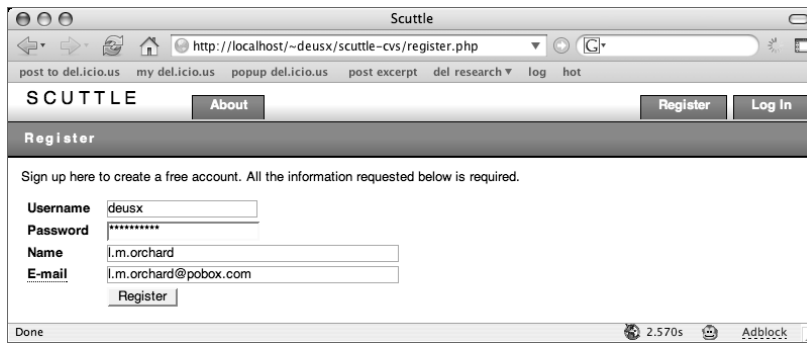 Scuttle
http://localhost/~deusx/scuttle-cvs/register.php G
post to del.icio.us my del.icio.us popup del.icio.us post excerpt del research log hot
SCUTTLE About Register Log In
Register
Sign up here to create a free account. All the information requested below is required.
Username deusx
Password **********
Name l.m.orchard
E-mail l.m.orchard@pobox.com
Register
Done 2.570s Adblock